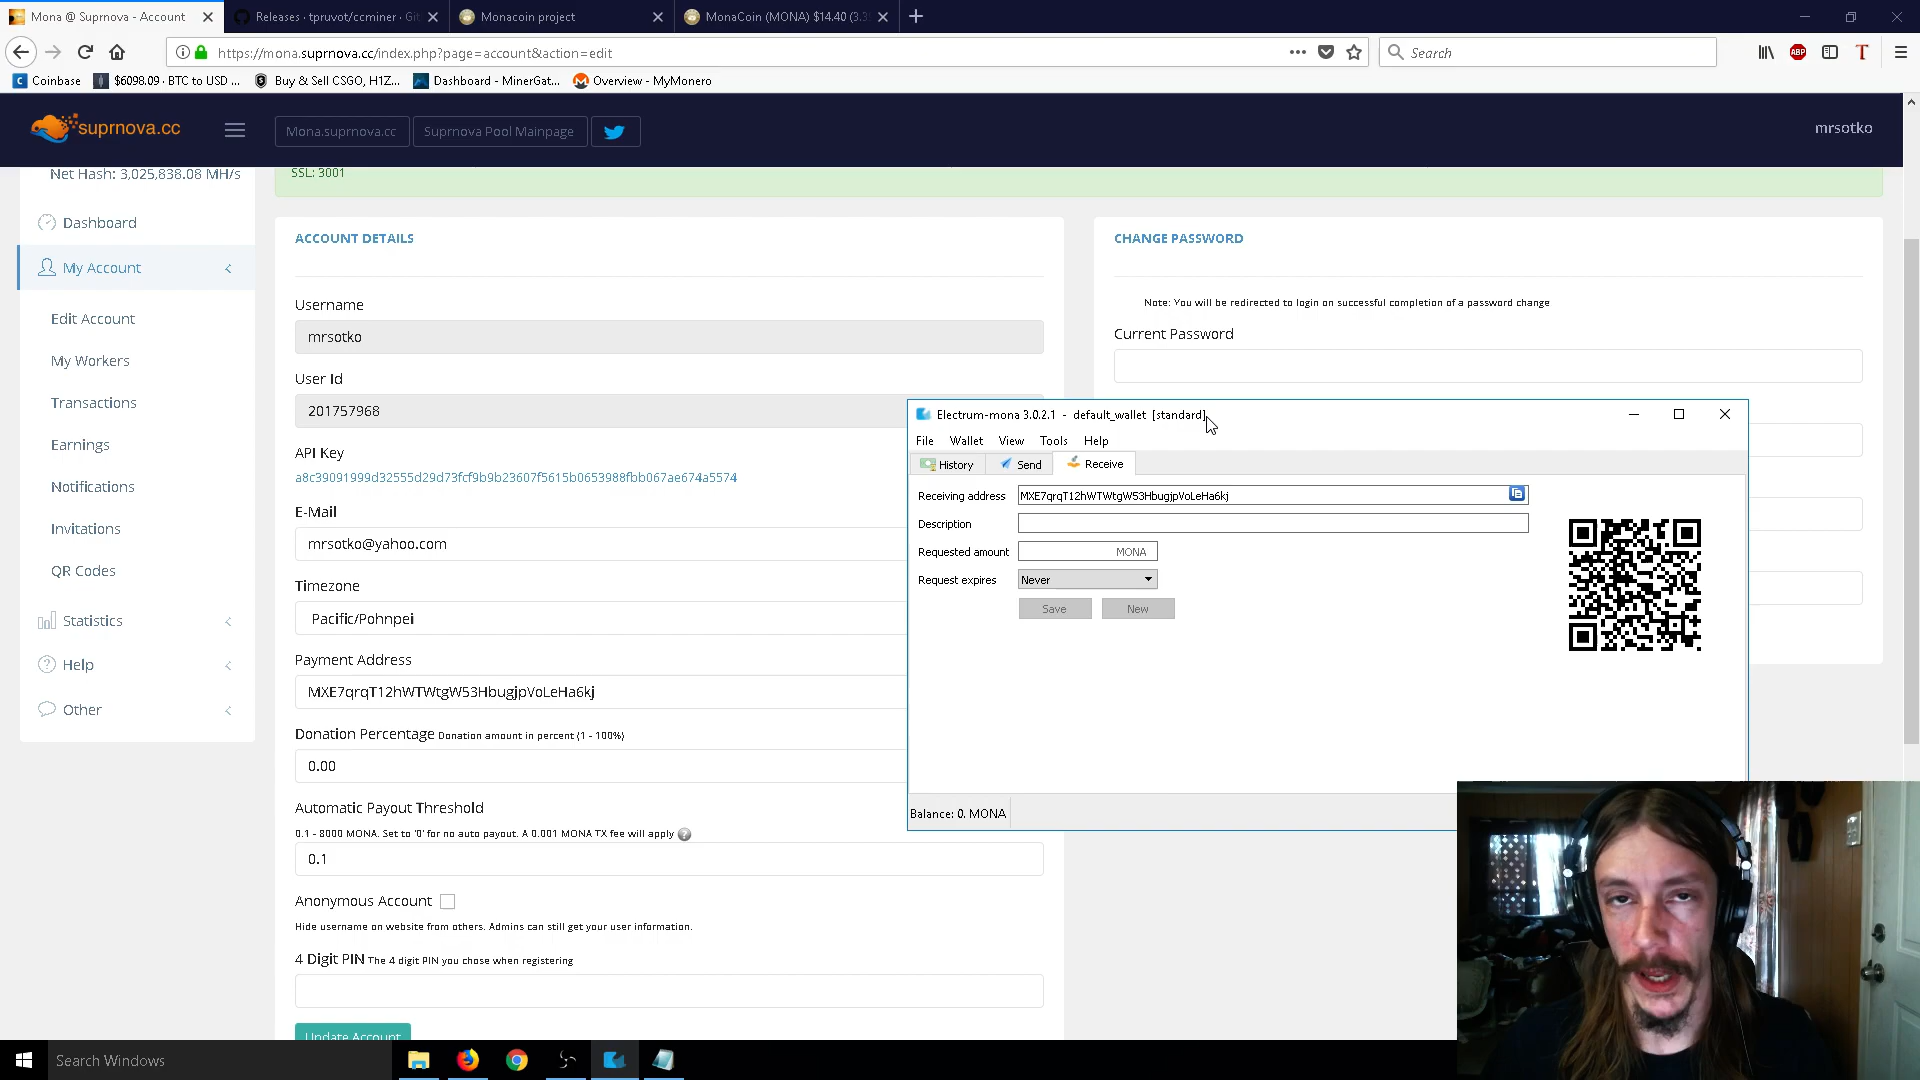 Mona @ Suprnova - Account
Releases · tpruvot/ccminer · Git
Monacoin project
MonaCoin (MONA) $14.40 (3.3
https://mona.suprnova.cc/index.php?page=account&action=edit
Search
Coinbase
$6098.09 · BTC to USD ...
Buy & Sell CSGO, H1Z...
Dashboard - MinerGat...
Overview - MyMonero
suprnova.cc
Mona.suprnova.cc
Suprnova Pool Mainpage
mrsotko
Net Hash: 3,025,838.08 MH/s
SSL: 3001
Dashboard
My Account
Edit Account
My Workers
Transactions
Earnings
Notifications
Invitations
QR Codes
Statistics
Help
Other
ACCOUNT DETAILS
Username
mrsotko
User Id
201757968
API Key
a8c39091999d32555d29d73fcf9b9b23607f5615b0653988fbb067ae674a5574
E-Mail
mrsotko@yahoo.com
Timezone
Pacific/Pohnpei
Payment Address
MXE7qrqT12hWTWtgW53HbugjpVoLeHa6kj
Donation Percentage Donation amount in percent (1 - 100%)
0.00
Automatic Payout Threshold
0.1 - 8000 MONA. Set to '0' for no auto payout. A 0.001 MONA TX fee will apply
0.1
Anonymous Account
Hide username on website from others. Admins can still get your user information.
4 Digit PIN The 4 digit PIN you chose when registering
Update Account
CHANGE PASSWORD
Note: You will be redirected to login on successful completion of a password change
Current Password
Electrum-mona 3.0.2.1 - default_wallet [standard]
File Wallet View Tools Help
History Send Receive
Receiving address MXE7qrqT12hWTWtgW53HbugjpVoLeHa6kj
Description
Requested amount MONA
Request expires Never
Save New
Balance: 0. MONA
Search Windows